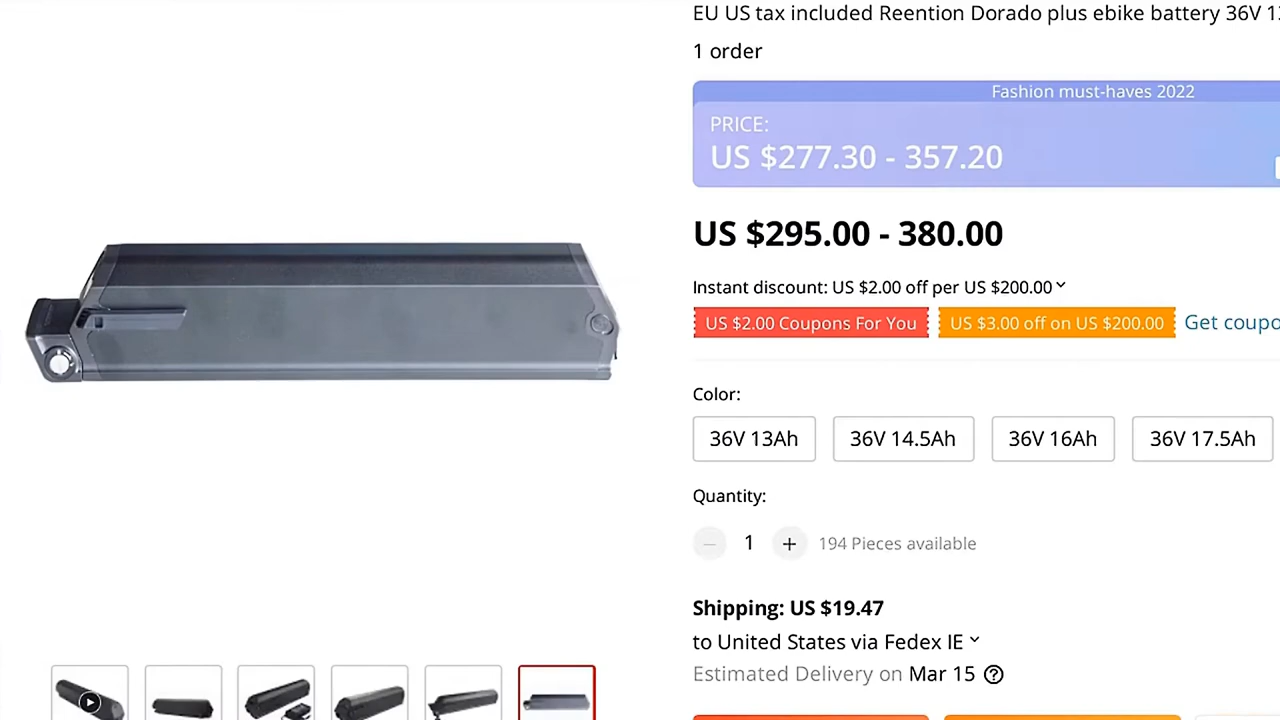 EU US tax included Reention Dorado plus ebike battery 36V
1 order
Fashion must-haves 2022
PRICE:
US $277.30 - 357.20
US $295.00 - 380.00
Instant discount: US $2.00 off per US $200.00
US $2.00 Coupons For You US $3.00 off on US $200.00 Get
Color:
36V 13Ah 36V 14.5Ah 36V 16Ah 36V 17.5Ah
Quantity:
1 + 194 Pieces available
Shipping: US $19.47
to United States via Fedex IE
Estimated Delivery on Mar 15